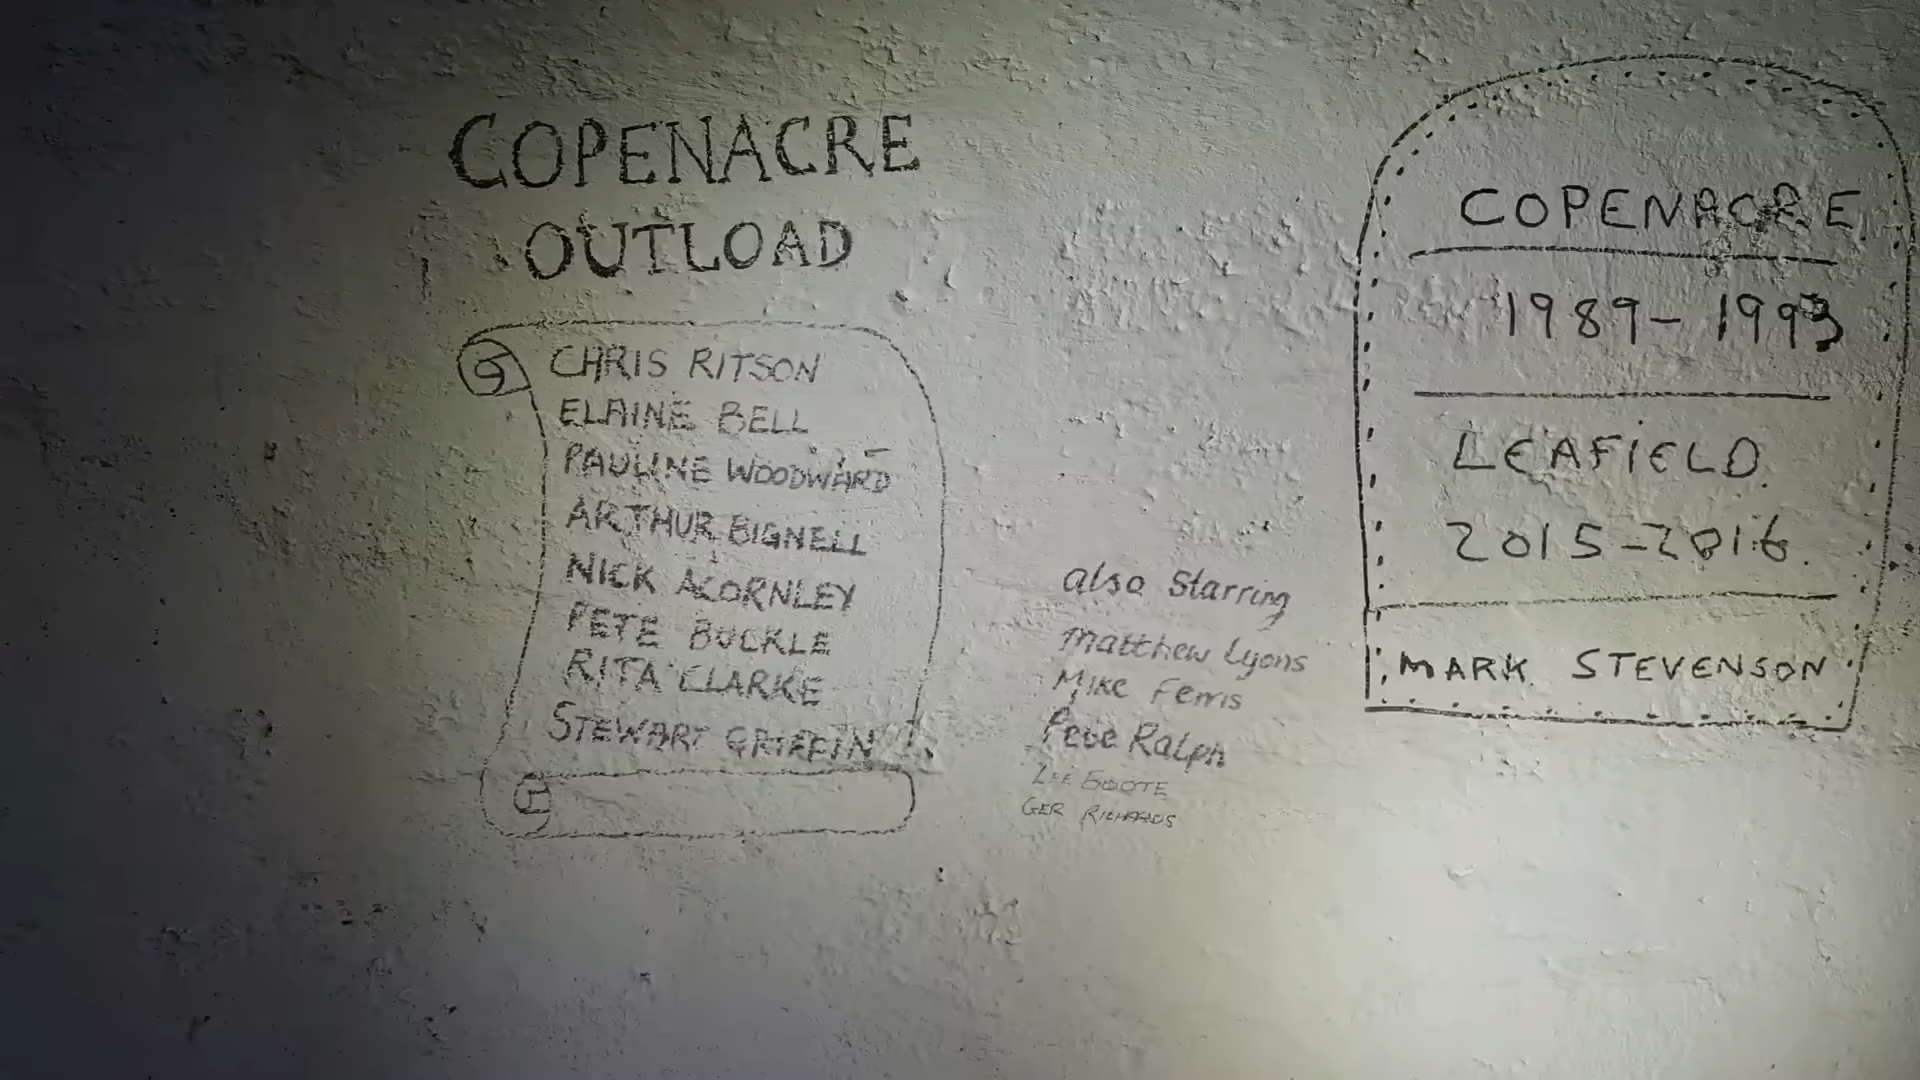 COPENACRE
OUTLOAD
CHRIS RITSON
ELAINE BELL
PAULINE WOODWARD
ARTHUR BIGNELL
NICK ACORNLEY
PETE BUCKLE
RITA CLARKE
STEWART GRIFFIN
also Starring
Matthew Lyons
MIKE Ferris
Pete Ralph
LEE
GER RICHARDS
COPENACRE
1989-1993
LEAFiELD.
2015-2016.
MARK STEVENSON